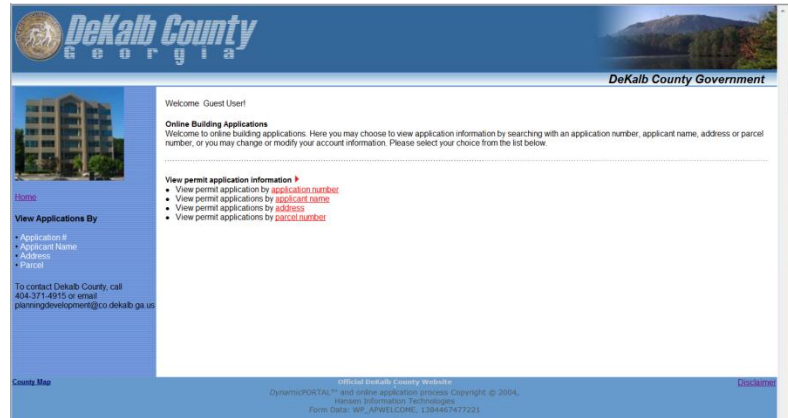 DeKalb County
Georgia
DeKalb County Government
Welcome Guest User!
Online Building Applications
Welcome to online building applications. Here you may choose to view application information by searching with an application number, applicant name, address or parcel
number, or you may change or modify your account information. Please select your choice from the list below.
View permit application information
• View permit application by application number
• View permit applications by applicant name
• View permit applications by address
• View permit applications by parcel number
Home
View Applications By
• Application #
• Applicant Name
• Address
• Parcel
To contact Dekalb County, call
404-371-4915 or email
planningdevelopment@co.dekalb.ga.us
County Map
Official DeKalb County Website
Disclaimer
DynamicPORTAL™ and online application process Copyright © 2004,
Hansen Information Technologies
Form Data: WF_APWELCOME, 1284467477221